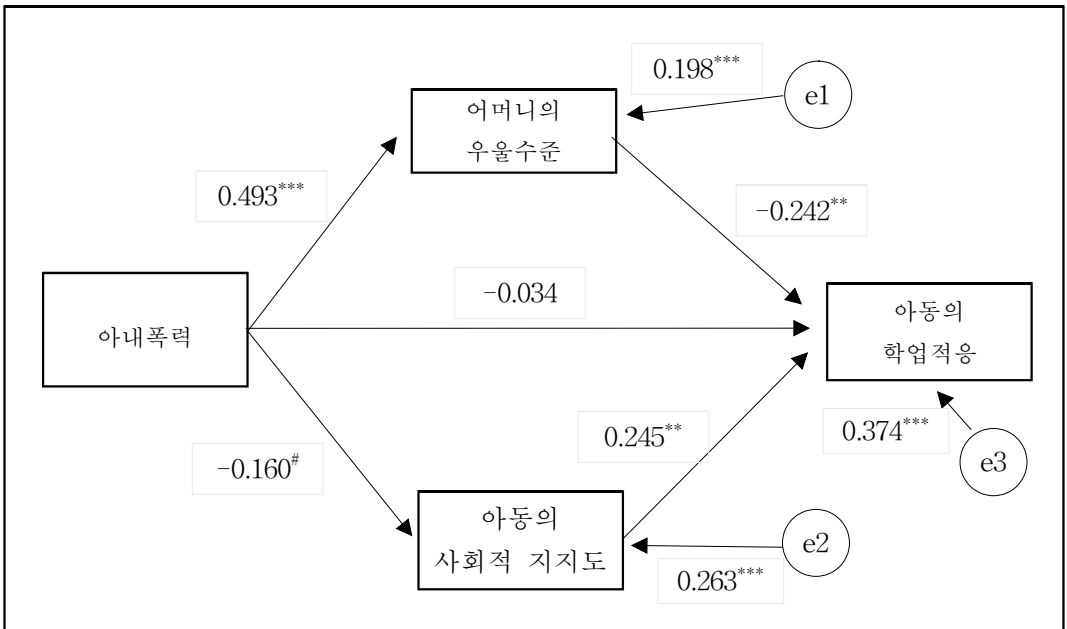 0.198***
e1
어머니의
우울수준
0.493***
-0.242**
-0.034
아내폭력
아동의
학업적응
0.245**
0.374***
-0.160#
e3
아동의
사회적 지지도
e2
0.263***